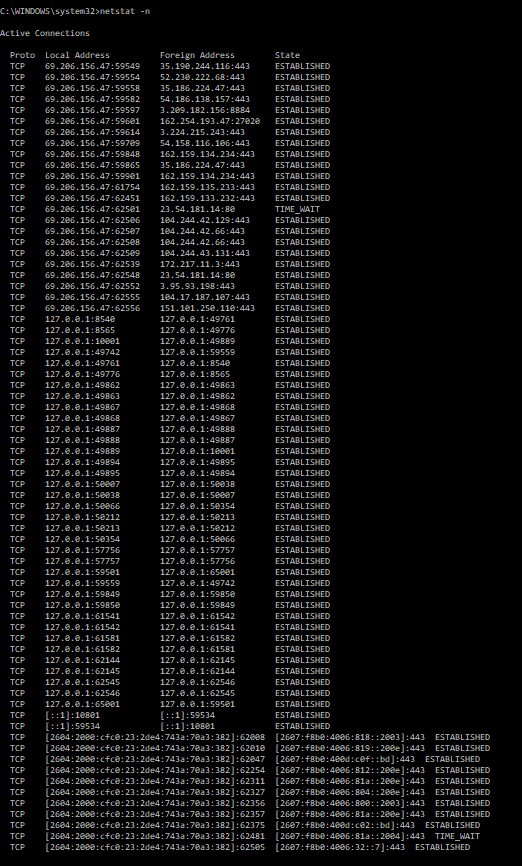 C:\WINDOWS\system32>netstat -n
Active Connections
Proto Local Address Foreign Address State
TCP 69.206.156.47:59549 35.190.244.116:443 ESTABLISHED
TCP 69.206.156.47:59554 52.230.222.68:443 ESTABLISHED
TCP 69.206.156.47:59558 35.186.224.47:443 ESTABLISHED
TCP 69.206.156.47:59582 54.186.138.157:443 ESTABLISHED
TCP 69.206.156.47:59597 3.209.182.156:8884 ESTABLISHED
TCP 69.206.156.47:59601 162.254.193.47:27020 ESTABLISHED
TCP 69.206.156.47:59614 3.224.215.243:443 ESTABLISHED
TCP 69.206.156.47:59709 54.158.116.106:443 ESTABLISHED
TCP 69.206.156.47:59848 162.159.134.234:443 ESTABLISHED
TCP 69.206.156.47:59865 35.186.224.47:443 ESTABLISHED
TCP 69.206.156.47:59901 162.159.134.234:443 ESTABLISHED
TCP 69.206.156.47:61754 162.159.135.233:443 ESTABLISHED
TCP 69.206.156.47:62451 162.159.133.232:443 ESTABLISHED
TCP 69.206.156.47:62501 23.54.181.14:80 TIME_WAIT
TCP 69.206.156.47:62506 104.244.42.129:443 ESTABLISHED
TCP 69.206.156.47:62507 104.244.42.66:443 ESTABLISHED
TCP 69.206.156.47:62508 104.244.42.66:443 ESTABLISHED
TCP 69.206.156.47:62509 104.244.43.131:443 ESTABLISHED
TCP 69.206.156.47:62539 172.217.11.3:443 ESTABLISHED
TCP 69.206.156.47:62548 23.54.181.14:80 ESTABLISHED
TCP 69.206.156.47:62552 3.95.93.198:443 ESTABLISHED
TCP 69.206.156.47:62555 104.17.187.107:443 ESTABLISHED
TCP 69.206.156.47:62556 151.101.250.110:443 ESTABLISHED
TCP 127.0.0.1:8540 127.0.0.1:49761 ESTABLISHED
TCP 127.0.0.1:8565 127.0.0.1:49776 ESTABLISHED
TCP 127.0.0.1:10001 127.0.0.1:49889 ESTABLISHED
TCP 127.0.0.1:49742 127.0.0.1:59559 ESTABLISHED
TCP 127.0.0.1:49761 127.0.0.1:8540 ESTABLISHED
TCP 127.0.0.1:49776 127.0.0.1:8565 ESTABLISHED
TCP 127.0.0.1:49862 127.0.0.1:49863 ESTABLISHED
TCP 127.0.0.1:49863 127.0.0.1:49862 ESTABLISHED
TCP 127.0.0.1:49867 127.0.0.1:49868 ESTABLISHED
TCP 127.0.0.1:49868 127.0.0.1:49867 ESTABLISHED
TCP 127.0.0.1:49887 127.0.0.1:49888 ESTABLISHED
TCP 127.0.0.1:49888 127.0.0.1:49887 ESTABLISHED
TCP 127.0.0.1:49889 127.0.0.1:10001 ESTABLISHED
TCP 127.0.0.1:49894 127.0.0.1:49895 ESTABLISHED
TCP 127.0.0.1:49895 127.0.0.1:49894 ESTABLISHED
TCP 127.0.0.1:50007 127.0.0.1:50038 ESTABLISHED
TCP 127.0.0.1:50038 127.0.0.1:50007 ESTABLISHED
TCP 127.0.0.1:50066 127.0.0.1:50354 ESTABLISHED
TCP 127.0.0.1:50212 127.0.0.1:50213 ESTABLISHED
TCP 127.0.0.1:50213 127.0.0.1:50212 ESTABLISHED
TCP 127.0.0.1:50354 127.0.0.1:50066 ESTABLISHED
TCP 127.0.0.1:57756 127.0.0.1:57757 ESTABLISHED
TCP 127.0.0.1:57757 127.0.0.1:57756 ESTABLISHED
TCP 127.0.0.1:59501 127.0.0.1:65001 ESTABLISHED
TCP 127.0.0.1:59559 127.0.0.1:49742 ESTABLISHED
TCP 127.0.0.1:59849 127.0.0.1:59850 ESTABLISHED
TCP 127.0.0.1:59850 127.0.0.1:59849 ESTABLISHED
TCP 127.0.0.1:61541 127.0.0.1:61542 ESTABLISHED
TCP 127.0.0.1:61542 127.0.0.1:61541 ESTABLISHED
TCP 127.0.0.1:61581 127.0.0.1:61582 ESTABLISHED
TCP 127.0.0.1:61582 127.0.0.1:61581 ESTABLISHED
TCP 127.0.0.1:62144 127.0.0.1:62145 ESTABLISHED
TCP 127.0.0.1:62145 127.0.0.1:62144 ESTABLISHED
TCP 127.0.0.1:62545 127.0.0.1:62546 ESTABLISHED
TCP 127.0.0.1:62546 127.0.0.1:62545 ESTABLISHED
TCP 127.0.0.1:65001 127.0.0.1:59501 ESTABLISHED
TCP [::1]:10801 [::1]:59534 ESTABLISHED
TCP [::1]:59534 [::1]:10801 ESTABLISHED
TCP [2604:2000:cfc0:23:2de4:743a:70a3:382]:62008 [2607:f8b0:4006:818::2003]:443 ESTABLISHED
TCP [2604:2000:cfc0:23:2de4:743a:70a3:382]:62010 [2607:f8b0:4006:819::200e]:443 ESTABLISHED
TCP [2604:2000:cfc0:23:2de4:743a:70a3:382]:62047 [2607:f8b0:400d:c0f::bd]:443 ESTABLISHED
TCP [2604:2000:cfc0:23:2de4:743a:70a3:382]:62254 [2607:f8b0:4006:812::200e]:443 ESTABLISHED
TCP [2604:2000:cfc0:23:2de4:743a:70a3:382]:62311 [2607:f8b0:4006:81a::200e]:443 ESTABLISHED
TCP [2604:2000:cfc0:23:2de4:743a:70a3:382]:62327 [2607:f8b0:4006:804::200e]:443 ESTABLISHED
TCP [2604:2000:cfc0:23:2de4:743a:70a3:382]:62356 [2607:f8b0:4006:800::2003]:443 ESTABLISHED
TCP [2604:2000:cfc0:23:2de4:743a:70a3:382]:62357 [2607:f8b0:4006:81a::200e]:443 ESTABLISHED
TCP [2604:2000:cfc0:23:2de4:743a:70a3:382]:62375 [2607:f8b0:400d:c02::bd]:443 ESTABLISHED
TCP [2604:2000:cfc0:23:2de4:743a:70a3:382]:62481 [2607:f8b0:4006:81a::2004]:443 TIME_WAIT
TCP [2604:2000:cfc0:23:2de4:743a:70a3:382]:62505 [2607:f8b0:4006:32::7]:443 ESTABLISHED